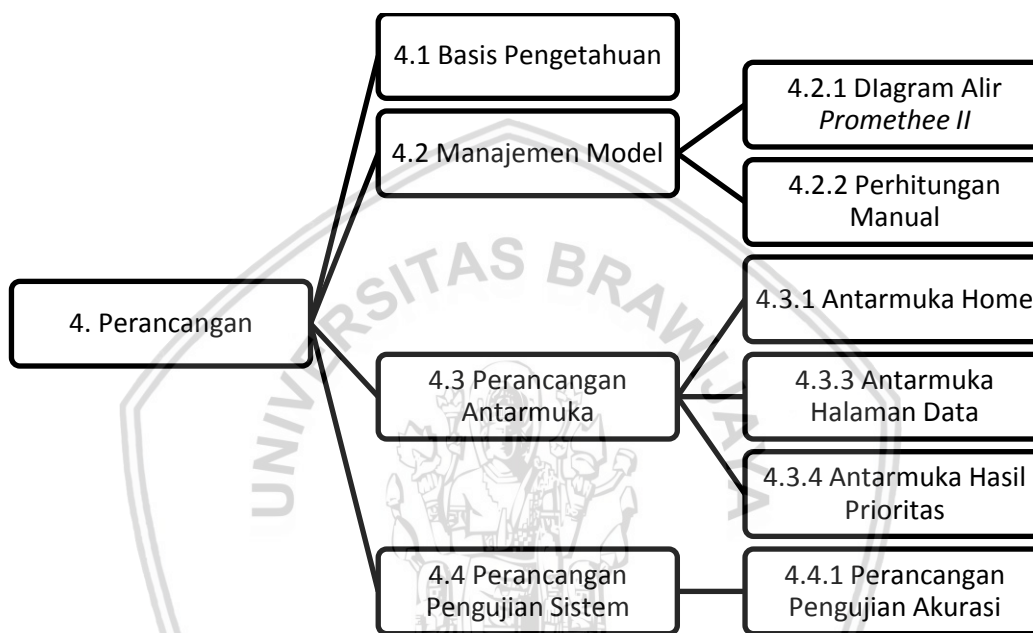 4. Perancangan
4.1 Basis Pengetahuan
4.2 Manajemen Model
4.2.1 DIagram Alir
Promethee II
4.2.2 Perhitungan
Manual
4.3 Perancangan
Antarmuka
4.3.1 Antarmuka Home
4.3.3 Antarmuka
Halaman Data
4.3.4 Antarmuka Hasil
Prioritas
4.4 Perancangan
Pengujian Sistem
4.4.1 Perancangan
Pengujian Akurasi
UNIVERSITAS BRAWIJAYA